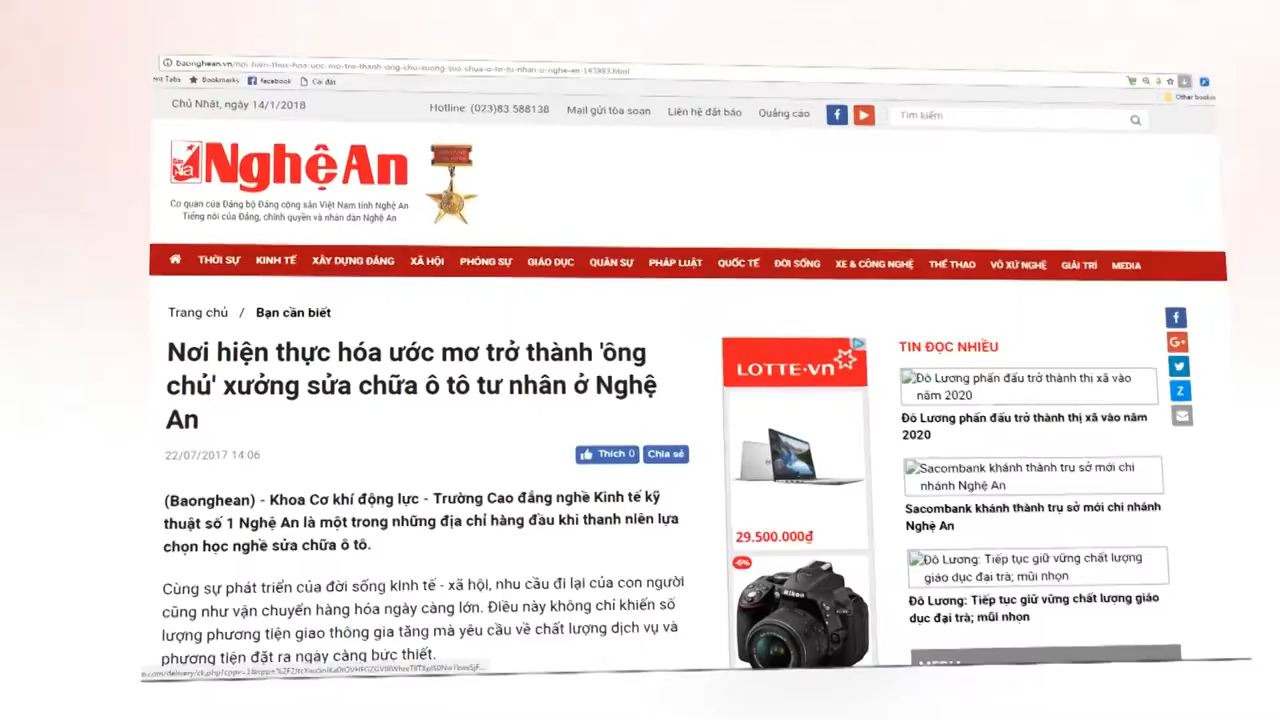 baonghean.vn/noi-hien-thuc-hoa-uoc-mo-tro-thanh-ong-chu-xuong-sua-chua-o-to-tu-nhan-o-nghe-an-143983.html
Bookmarks facebook Cài đặt
Other bookm
Chủ Nhật, ngày 14/1/2018
Hotline: (023)83.588138 Mail gửi tòa soạn Liên hệ đặt báo Quảng cáo
Tìm kiếm
Báo Nghệ An
Cơ quan của Đảng bộ Đảng cộng sản Việt Nam tỉnh Nghệ An
Tiếng nói của Đảng, chính quyền và nhân dân Nghệ An
THỜI SỰ KINH TẾ XÂY DỰNG ĐẢNG XÃ HỘI PHÓNG SỰ GIÁO DỤC QUÂN SỰ PHÁP LUẬT QUỐC TẾ ĐỜI SỐNG XE & CÔNG NGHỆ THỂ THAO VÔ XỨ NGHỆ GIẢI TRÍ MEDIA
Trang chủ / Bạn cần biết
Nơi hiện thực hóa ước mơ trở thành 'ông
chủ' xưởng sửa chữa ô tô tư nhân ở Nghệ
An
22/07/2017 14:06
Thích 0 Chia sẻ
(Baonghean) - Khoa Cơ khí động lực - Trường Cao đẳng nghề Kinh tế kỹ
thuật số 1 Nghệ An là một trong những địa chỉ hàng đầu khi thanh niên lựa
chọn học nghề sửa chữa ô tô.
Cùng sự phát triển của đời sống kinh tế - xã hội, nhu cầu đi lại của con người
cũng như vận chuyển hàng hóa ngày càng lớn. Điều này không chỉ khiến số
lượng phương tiện giao thông gia tăng mà yêu cầu về chất lượng dịch vụ và
phương tiện đặt ra ngày càng bức thiết.
LOTTE.vn
29.500.000₫
-6%
Nikon
TIN ĐỌC NHIỀU
Đô Lương phấn đấu trở thành thị xã vào
năm 2020
Đô Lương phấn đấu trở thành thị xã vào năm
2020
Sacombank khánh thành trụ sở mới chi
nhánh Nghệ An
Sacombank khánh thành trụ sở mới chi nhánh
Nghệ An
Đô Lương: Tiếp tục giữ vững chất lượng
giáo dục đại trà; mũi nhọn
Đô Lương: Tiếp tục giữ vững chất lượng giáo
dục đại trà; mũi nhọn